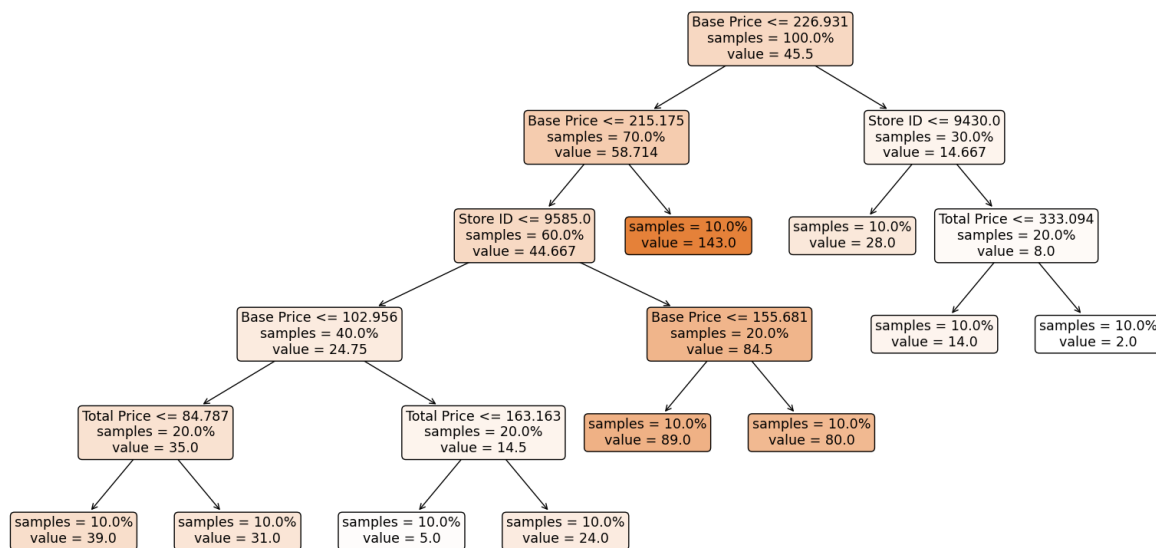 Base Price <= 226.931
samples = 100.0%
value = 45.5
Base Price <= 215.175
samples = 70.0%
value = 58.714
Store ID <= 9430.0
samples = 30.0%
value = 14.667
Store ID <= 9585.0
samples = 60.0%
value = 44.667
samples = 10.0%
value = 143.0
samples = 10.0%
value = 28.0
Total Price <= 333.094
samples = 20.0%
value = 8.0
Base Price <= 102.956
samples = 40.0%
value = 24.75
Base Price <= 155.681
samples = 20.0%
value = 84.5
samples = 10.0%
value = 14.0
samples = 10.0%
value = 2.0
Total Price <= 84.787
samples = 20.0%
value = 35.0
Total Price <= 163.163
samples = 20.0%
value = 14.5
samples = 10.0%
value = 89.0
samples = 10.0%
value = 80.0
samples = 10.0%
value = 39.0
samples = 10.0%
value = 31.0
samples = 10.0%
value = 5.0
samples = 10.0%
value = 24.0